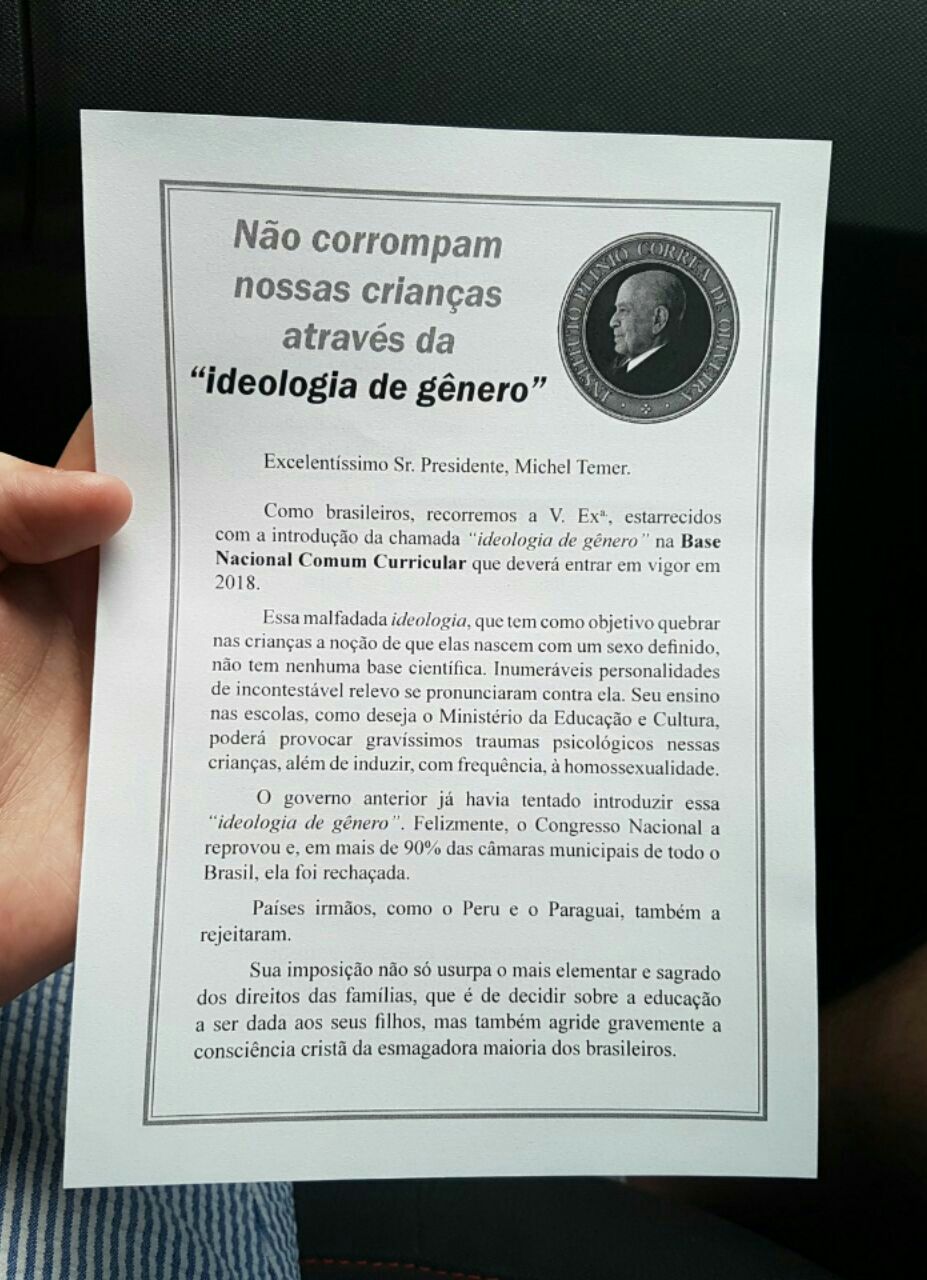 Não corrompam
nossas crianças
através da
“ideologia de gênero”
INSTITUTO PLINIO CORRÊA DE OLIVEIRA
Excelentíssimo Sr. Presidente, Michel Temer.
Como brasileiros, recorremos a V. Exª., estarrecidos
com a introdução da chamada “ideologia de gênero” na Base
Nacional Comum Curricular que deverá entrar em vigor em
2018.
Essa malfadada ideologia, que tem como objetivo quebrar
nas crianças a noção de que elas nascem com um sexo definido,
não tem nenhuma base científica. Inumeráveis personalidades
de incontestável relevo se pronunciaram contra ela. Seu ensino
nas escolas, como deseja o Ministério da Educação e Cultura,
poderá provocar gravíssimos traumas psicológicos nessas
crianças, além de induzir, com frequência, à homossexualidade.
O governo anterior já havia tentado introduzir essa
“ideologia de gênero”. Felizmente, o Congresso Nacional a
reprovou e, em mais de 90% das câmaras municipais de todo o
Brasil, ela foi rechaçada.
Países irmãos, como o Peru e o Paraguai, também a
rejeitaram.
Sua imposição não só usurpa o mais elementar e sagrado
dos direitos das famílias, que é de decidir sobre a educação
a ser dada aos seus filhos, mas também agride gravemente a
consciência cristã da esmagadora maioria dos brasileiros.